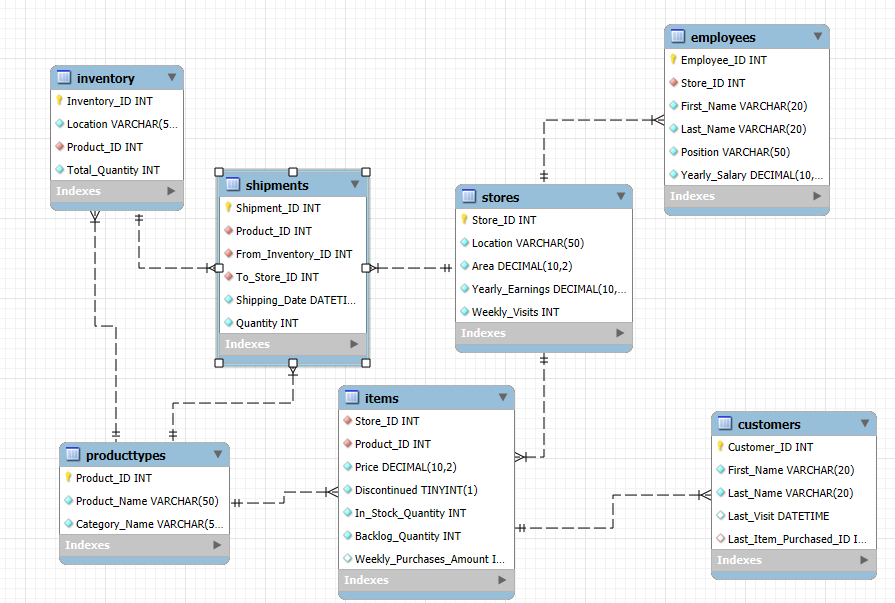 inventory
Inventory_ID INT
Location VARCHAR(5...
Product_ID INT
Total_Quantity INT
Indexes
shipments
Shipment_ID INT
Product_ID INT
From_Inventory_ID INT
To_Store_ID INT
Shipping_Date DATETI...
Quantity INT
Indexes
stores
Store_ID INT
Location VARCHAR(50)
Area DECIMAL(10,2)
Yearly_Earnings DECIMAL(10,...
Weekly_Visits INT
Indexes
employees
Employee_ID INT
Store_ID INT
First_Name VARCHAR(20)
Last_Name VARCHAR(20)
Position VARCHAR(50)
Yearly_Salary DECIMAL(10,...
Indexes
producttypes
Product_ID INT
Product_Name VARCHAR(50)
Category_Name VARCHAR(5...
Indexes
items
Store_ID INT
Product_ID INT
Price DECIMAL(10,2)
Discontinued TINYINT(1)
In_Stock_Quantity INT
Backlog_Quantity INT
Weekly_Purchases_Amount I...
Indexes
customers
Customer_ID INT
First_Name VARCHAR(20)
Last_Name VARCHAR(20)
Last_Visit DATETIME
Last_Item_Purchased_ID I...
Indexes